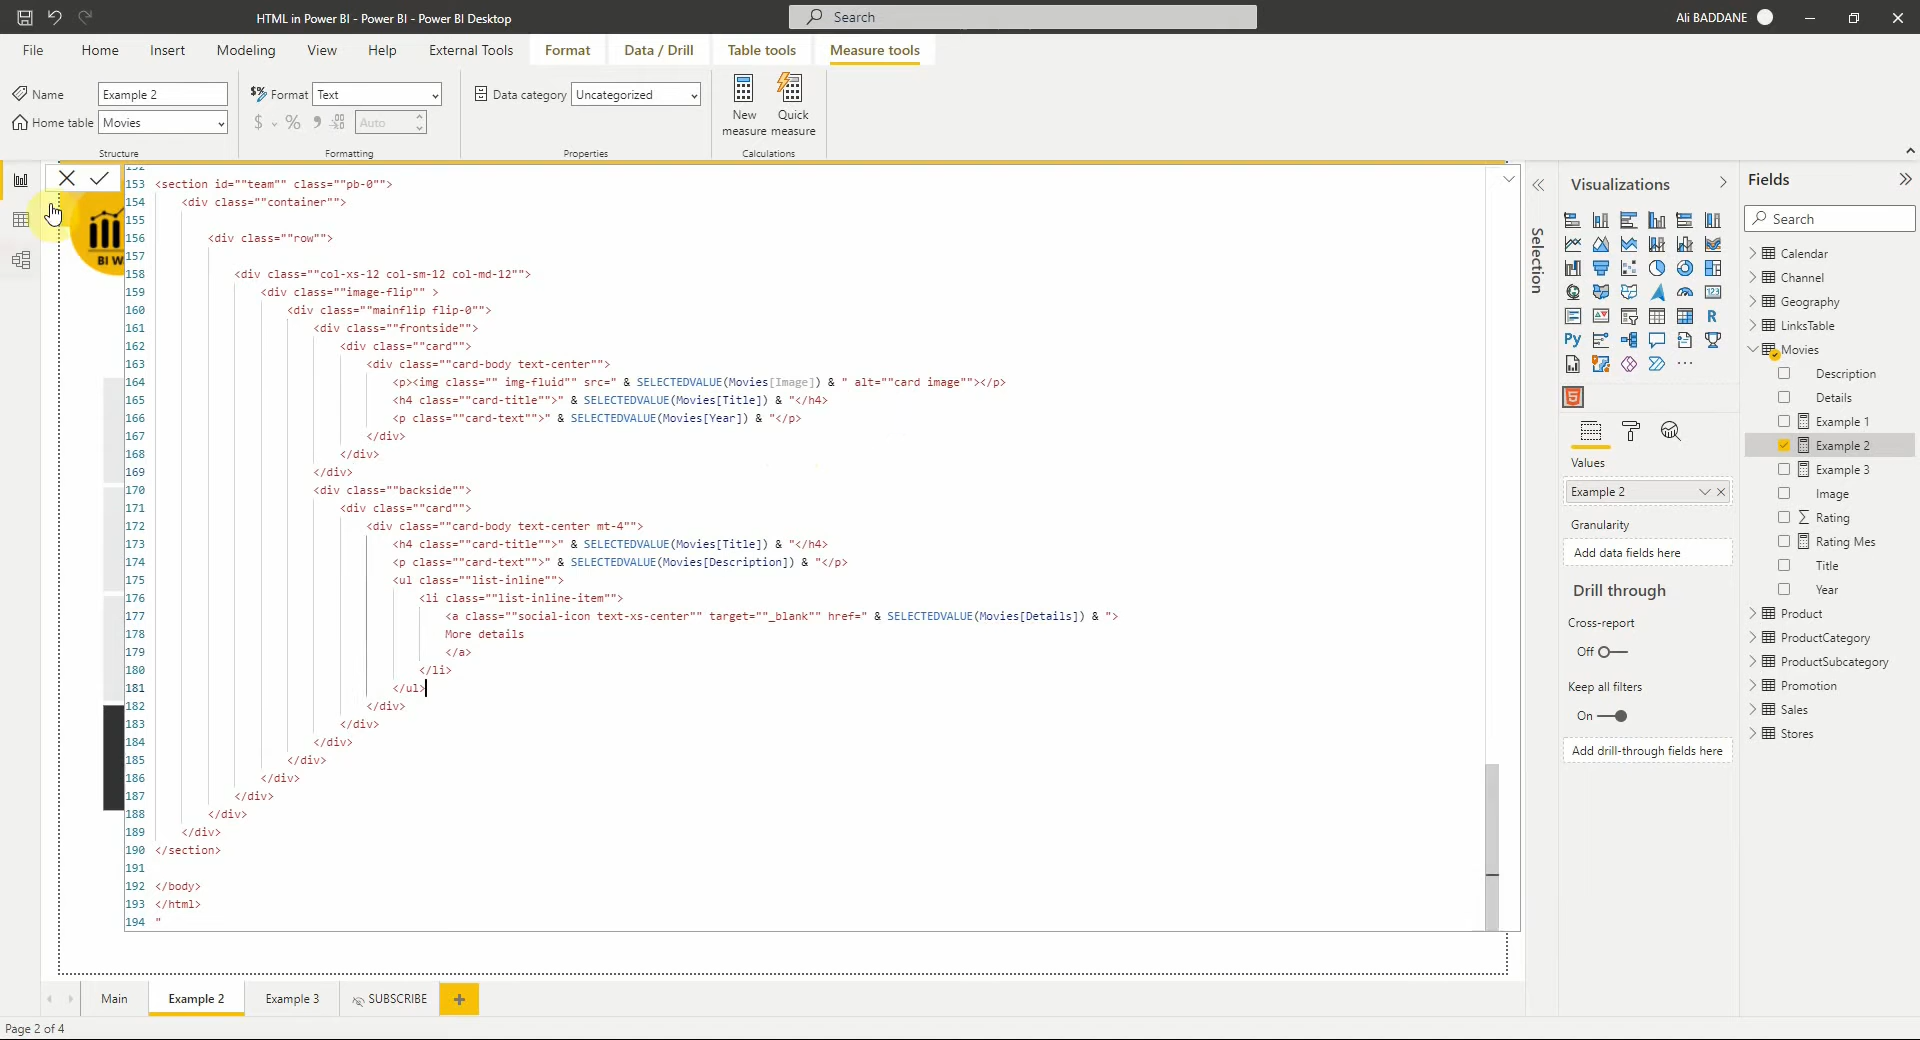 HTML in Power BI - Power BI - Power BI Desktop
Search
Ali BADDANE
File Home Insert Modeling View Help External Tools Format Data / Drill Table tools Measure tools
Name Example 2
Home table Movies
Structure
$% Format Text
$ % Auto
Formatting
Data category Uncategorized
Properties
New measure
Quick measure
Calculations
BI W
153 <section id=""team"" class=""pb-0"">
154 <div class=""container"">
155
156 <div class=""row"">
157
158 <div class=""col-xs-12 col-sm-12 col-md-12"">
159 <div class=""image-flip"" >
160 <div class=""mainflip flip-0"">
161 <div class=""frontside"">
162 <div class=""card"">
163 <div class=""card-body text-center"">
164 <p><img class="" img-fluid"" src=" & SELECTEDVALUE(Movies[Image]) & " alt=""card image""></p>
165 <h4 class=""card-title"">" & SELECTEDVALUE(Movies[Title]) & "</h4>
166 <p class=""card-text"">" & SELECTEDVALUE(Movies[Year]) & "</p>
167 </div>
168 </div>
169 </div>
170 <div class=""backside"">
171 <div class=""card"">
172 <div class=""card-body text-center mt-4"">
173 <h4 class=""card-title"">" & SELECTEDVALUE(Movies[Title]) & "</h4>
174 <p class=""card-text"">" & SELECTEDVALUE(Movies[Description]) & "</p>
175 <ul class=""list-inline"">
176 <li class=""list-inline-item"">
177 <a class=""social-icon text-xs-center"" target=""_blank"" href=" & SELECTEDVALUE(Movies[Details]) & ">
178 More details
179 </a>
180 </li>
181 </ul>
182 </div>
183 </div>
184 </div>
185 </div>
186 </div>
187 </div>
188 </div>
189 </div>
190 </section>
191
192 </body>
193 </html>
194 "
Selection
Visualizations
123
R
Py
5
Values
Example 2
Granularity
Add data fields here
Drill through
Cross-report
Off
Keep all filters
On
Add drill-through fields here
Fields
Search
Calendar
Channel
Geography
LinksTable
Movies
Description
Details
Example 1
Example 2
Example 3
Image
Rating
Rating Mes
Title
Year
Product
ProductCategory
ProductSubcategory
Promotion
Sales
Stores
Main Example 2 Example 3 SUBSCRIBE +
Page 2 of 4